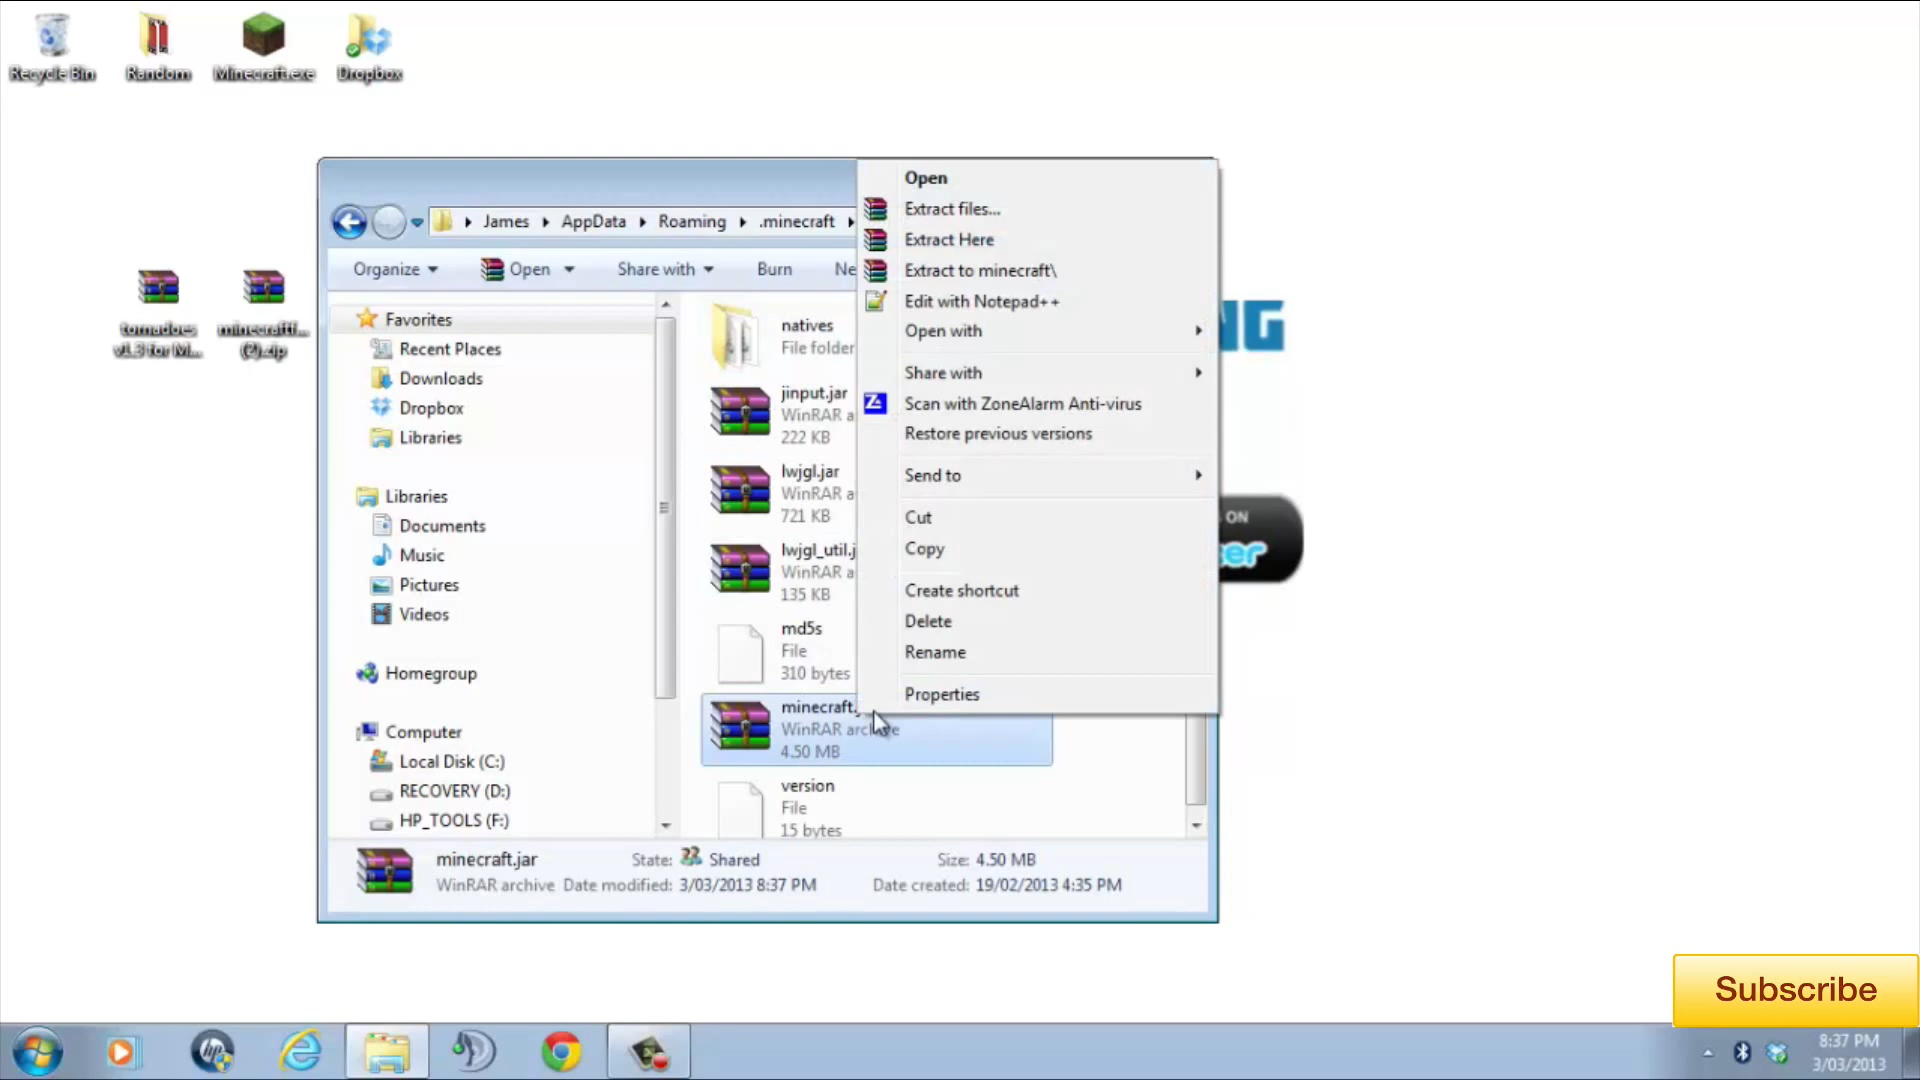 Recycle Bin
Random
Minecraft.exe
Dropbox
tornadoes
v1.3 for M...
minecraftf...
(2).zip
James
AppData
Roaming
.minecraft
Organize
Open
Share with
Burn
Ne
Favorites
Recent Places
Downloads
Dropbox
Libraries
Libraries
Documents
Music
Pictures
Videos
Homegroup
Computer
Local Disk (C:)
RECOVERY (D:)
HP_TOOLS (F:)
natives
File folder
jinput.jar
WinRAR a
222 KB
lwjgl.jar
WinRAR a
721 KB
lwjgl_util.j
WinRAR a
135 KB
md5s
File
310 bytes
minecraft.j
WinRAR archive
4.50 MB
version
File
15 bytes
Open
Extract files...
Extract Here
Extract to minecraft\
Edit with Notepad++
Open with
Share with
Scan with ZoneAlarm Anti-virus
Restore previous versions
Send to
Cut
Copy
Create shortcut
Delete
Rename
Properties
NG
ON
er
minecraft.jar
State:
Shared
Size: 4.50 MB
WinRAR archive
Date modified: 3/03/2013 8:37 PM
Date created: 19/02/2013 4:35 PM
Subscribe
hp
8:37 PM
3/03/2013